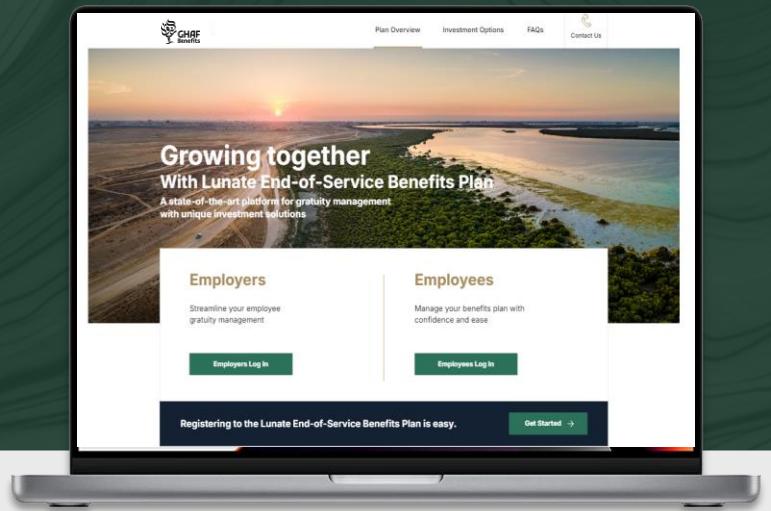 GHAF
Benefits
Plan Overview
Investment Options
FAQs
Contact Us
Growing together
With Lunate End-of-Service Benefits Plan
A state-of-the-art platform for gratuity management
with unique investment solutions
Employers
Streamline your employee
gratuity management
Employers Log In
Employees
Manage your benefits plan with
confidence and ease
Employees Log In
Registering to the Lunate End-of-Service Benefits Plan is easy.
Get Started →